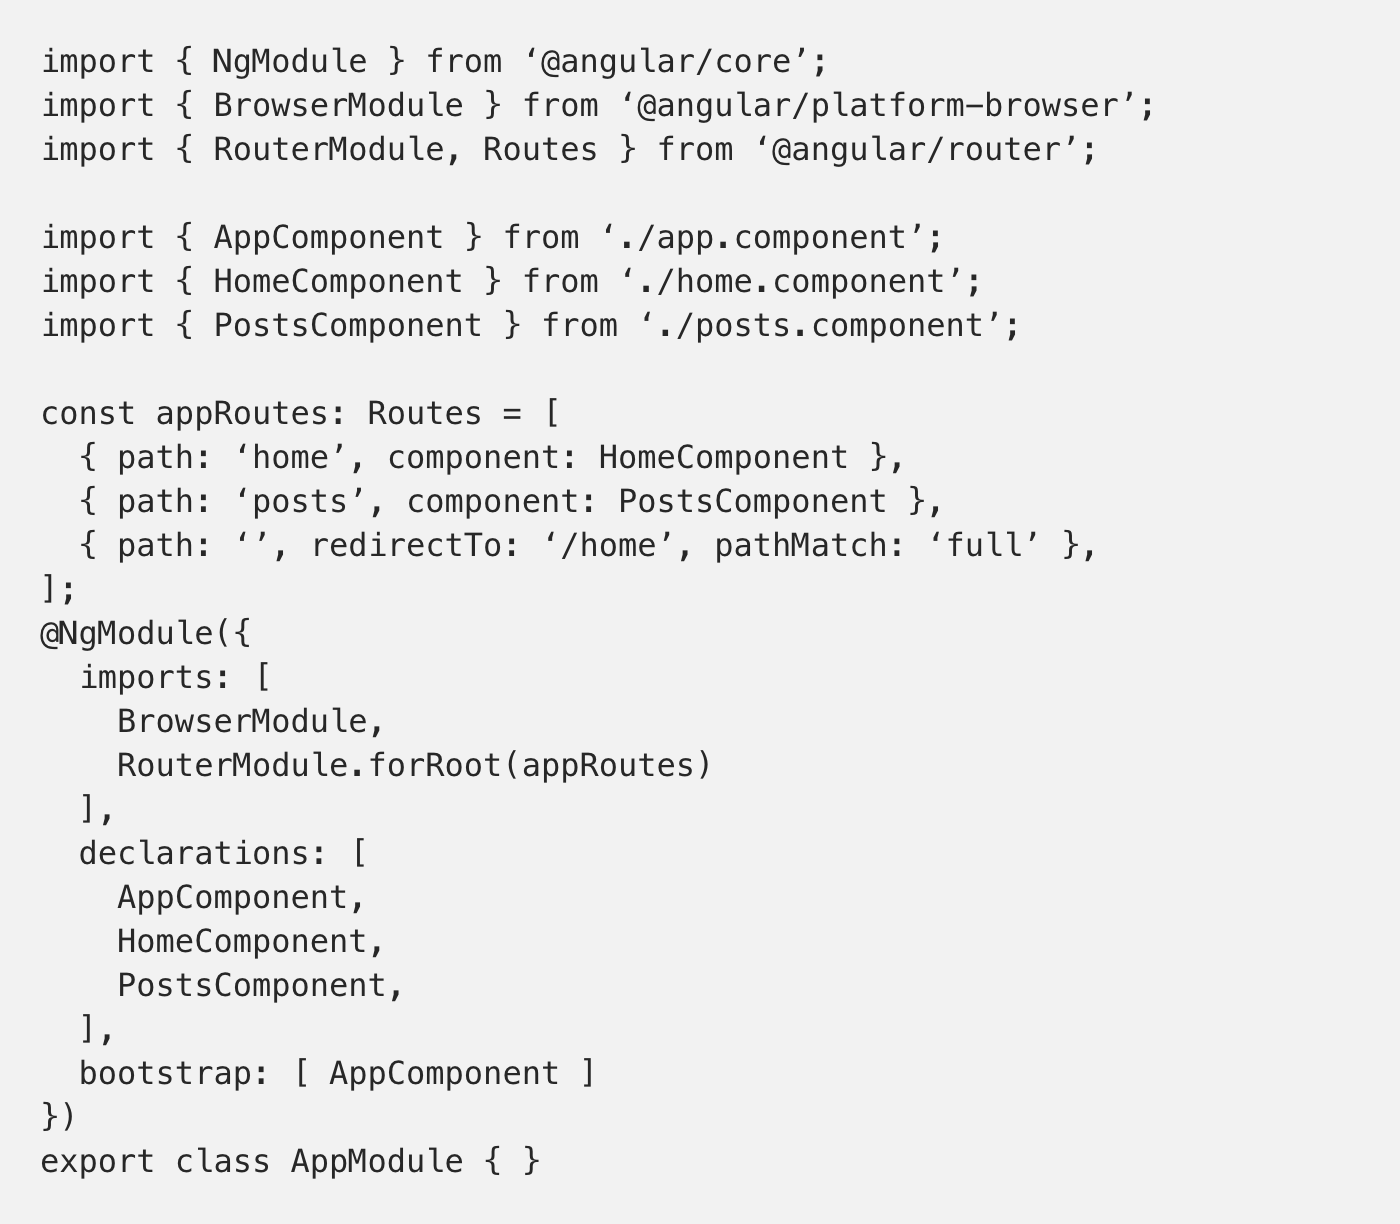 import { NgModule } from ‘@angular/core’;
import { BrowserModule } from ‘@angular/platform–browser’;
import { RouterModule, Routes } from ‘@angular/router’;

import { AppComponent } from ‘./app.component’;
import { HomeComponent } from ‘./home.component’;
import { PostsComponent } from ‘./posts.component’;

const appRoutes: Routes = [
  { path: ‘home’, component: HomeComponent },
  { path: ‘posts’, component: PostsComponent },
  { path: ‘’, redirectTo: ‘/home’, pathMatch: ‘full’ },
];
@NgModule({
  imports: [
    BrowserModule,
    RouterModule.forRoot(appRoutes)
  ],
  declarations: [
    AppComponent,
    HomeComponent,
    PostsComponent,
  ],
  bootstrap: [ AppComponent ]
})
export class AppModule { }